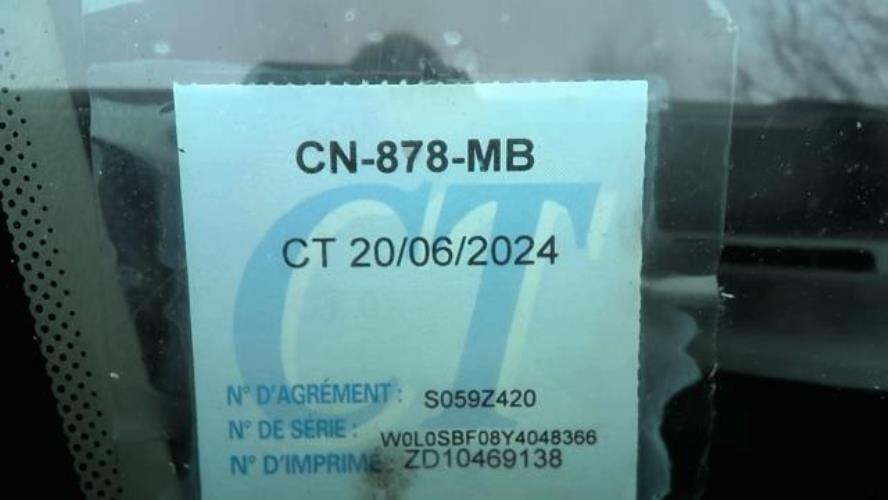 CN-878-MB
CT 20/06/2024
CT
N° D'AGRÉMENT : S059Z420
N° DE SÉRIE : W0L0SBF08Y4048366
N° D'IMPRIMÉ : ZD10469138